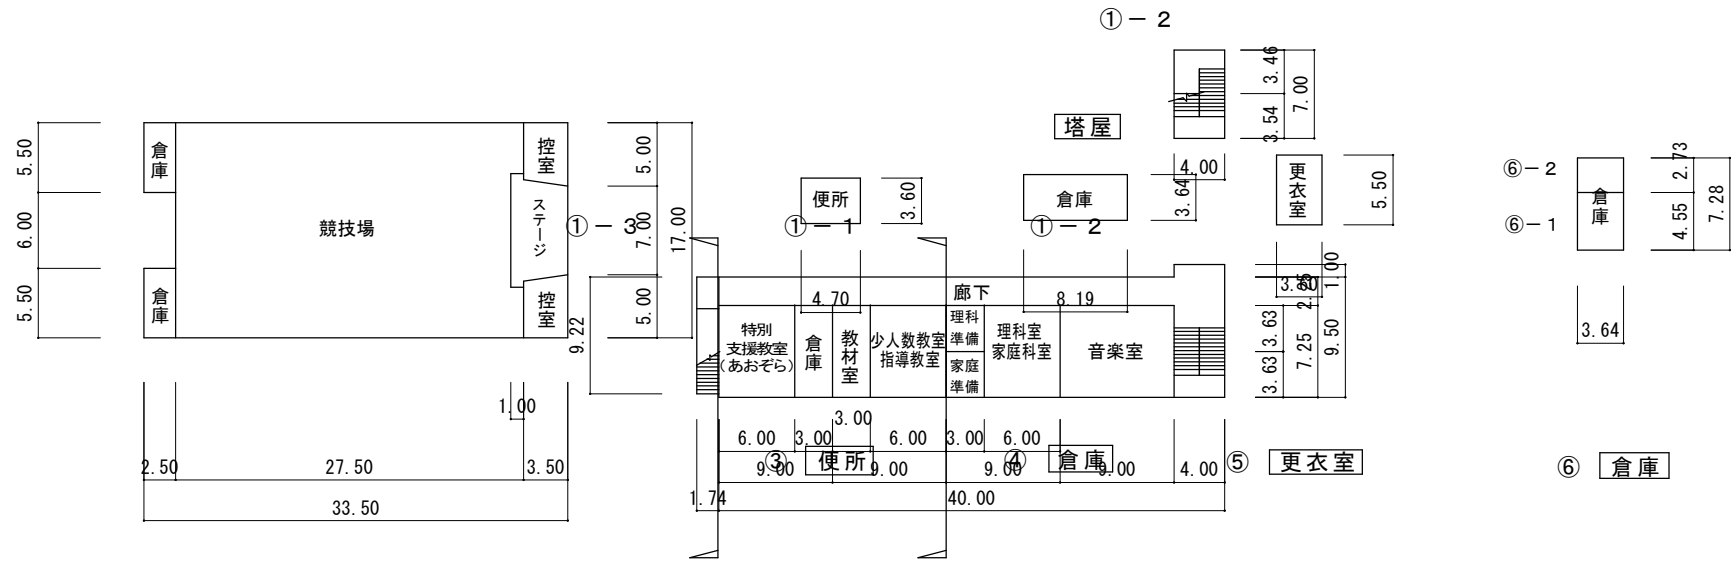 ①－2
3.46
3.54
7.00
塔屋
4.00
倉庫
控室
5.50
6.00
5.50
競技場
ステージ
倉庫
控室
5.00
7.00
5.00
17.00
1.00
2.50
27.50
3.50
33.50
便所
3.60
4.70
倉庫
3.64
8.19
更衣室
5.50
3.60
⑥－2
⑥－1
倉庫
2.73
4.55
7.28
3.64
①－3
①－1
①－2
9.22
廊下
特別
支援教室
(あおぞら)
倉庫
教材室
少人数教室
指導教室
理科
準備
家庭
準備
理科室
家庭科室
音楽室
1.00
3.63
3.63
7.25
9.50
3.00
6.00
3.00
6.00
3.00
6.00
9.00
9.00
9.00
9.00
4.00
1.74
40.00
③ 便所
④ 倉庫
⑤ 更衣室
⑥ 倉庫